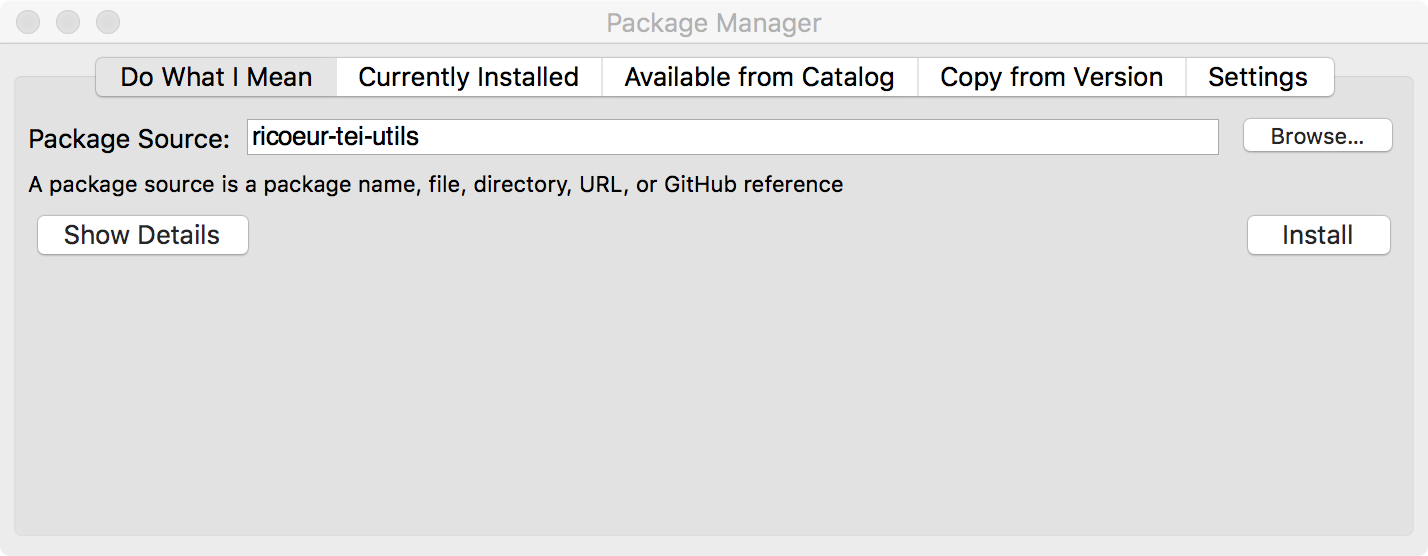 Package Manager
Do What I Mean Currently Installed Available from Catalog Copy from Version Settings
Package Source: ricoeur-tei-utils Browse...
A package source is a package name, file, directory, URL, or GitHub reference
Show Details Install